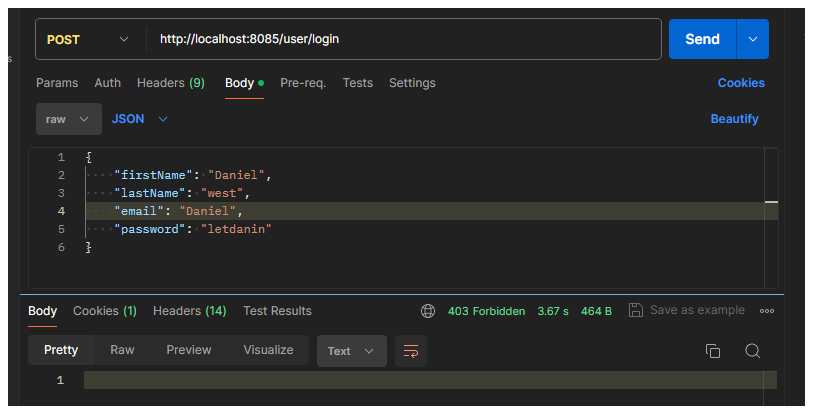 POST http://localhost:8085/user/login Send
s
Params Auth Headers (9) Body Pre-req. Tests Settings Cookies
raw JSON Beautify
1 {
2 "firstName": "Daniel",
3 "lastName": "west",
4 "email": "Daniel",
5 "password": "letdanin"
6 }
Body Cookies (1) Headers (14) Test Results 403 Forbidden 3.67 s 464 B Save as example
Pretty Raw Preview Visualize Text
1